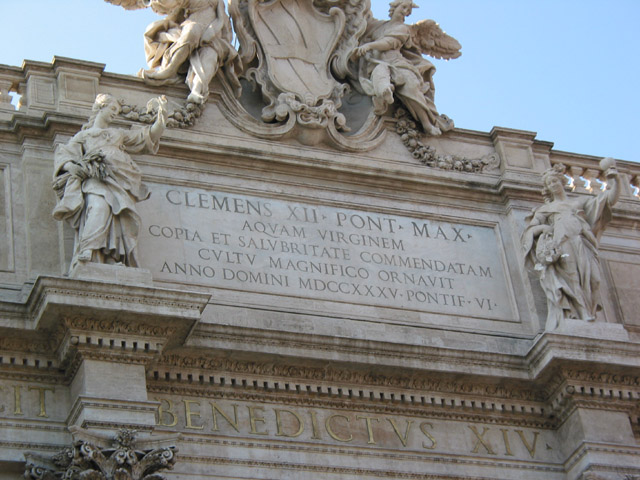 CLEMENS XII · PONT · MAX ·
AQVAM VIRGINEM
COPIA ET SALVBRITATE COMMENDATAM
CVLTV MAGNIFICO ORNAVIT
ANNO DOMINI MDCCXXXV · PONTIF · VI ·
CIT BENEDICTVS XIV